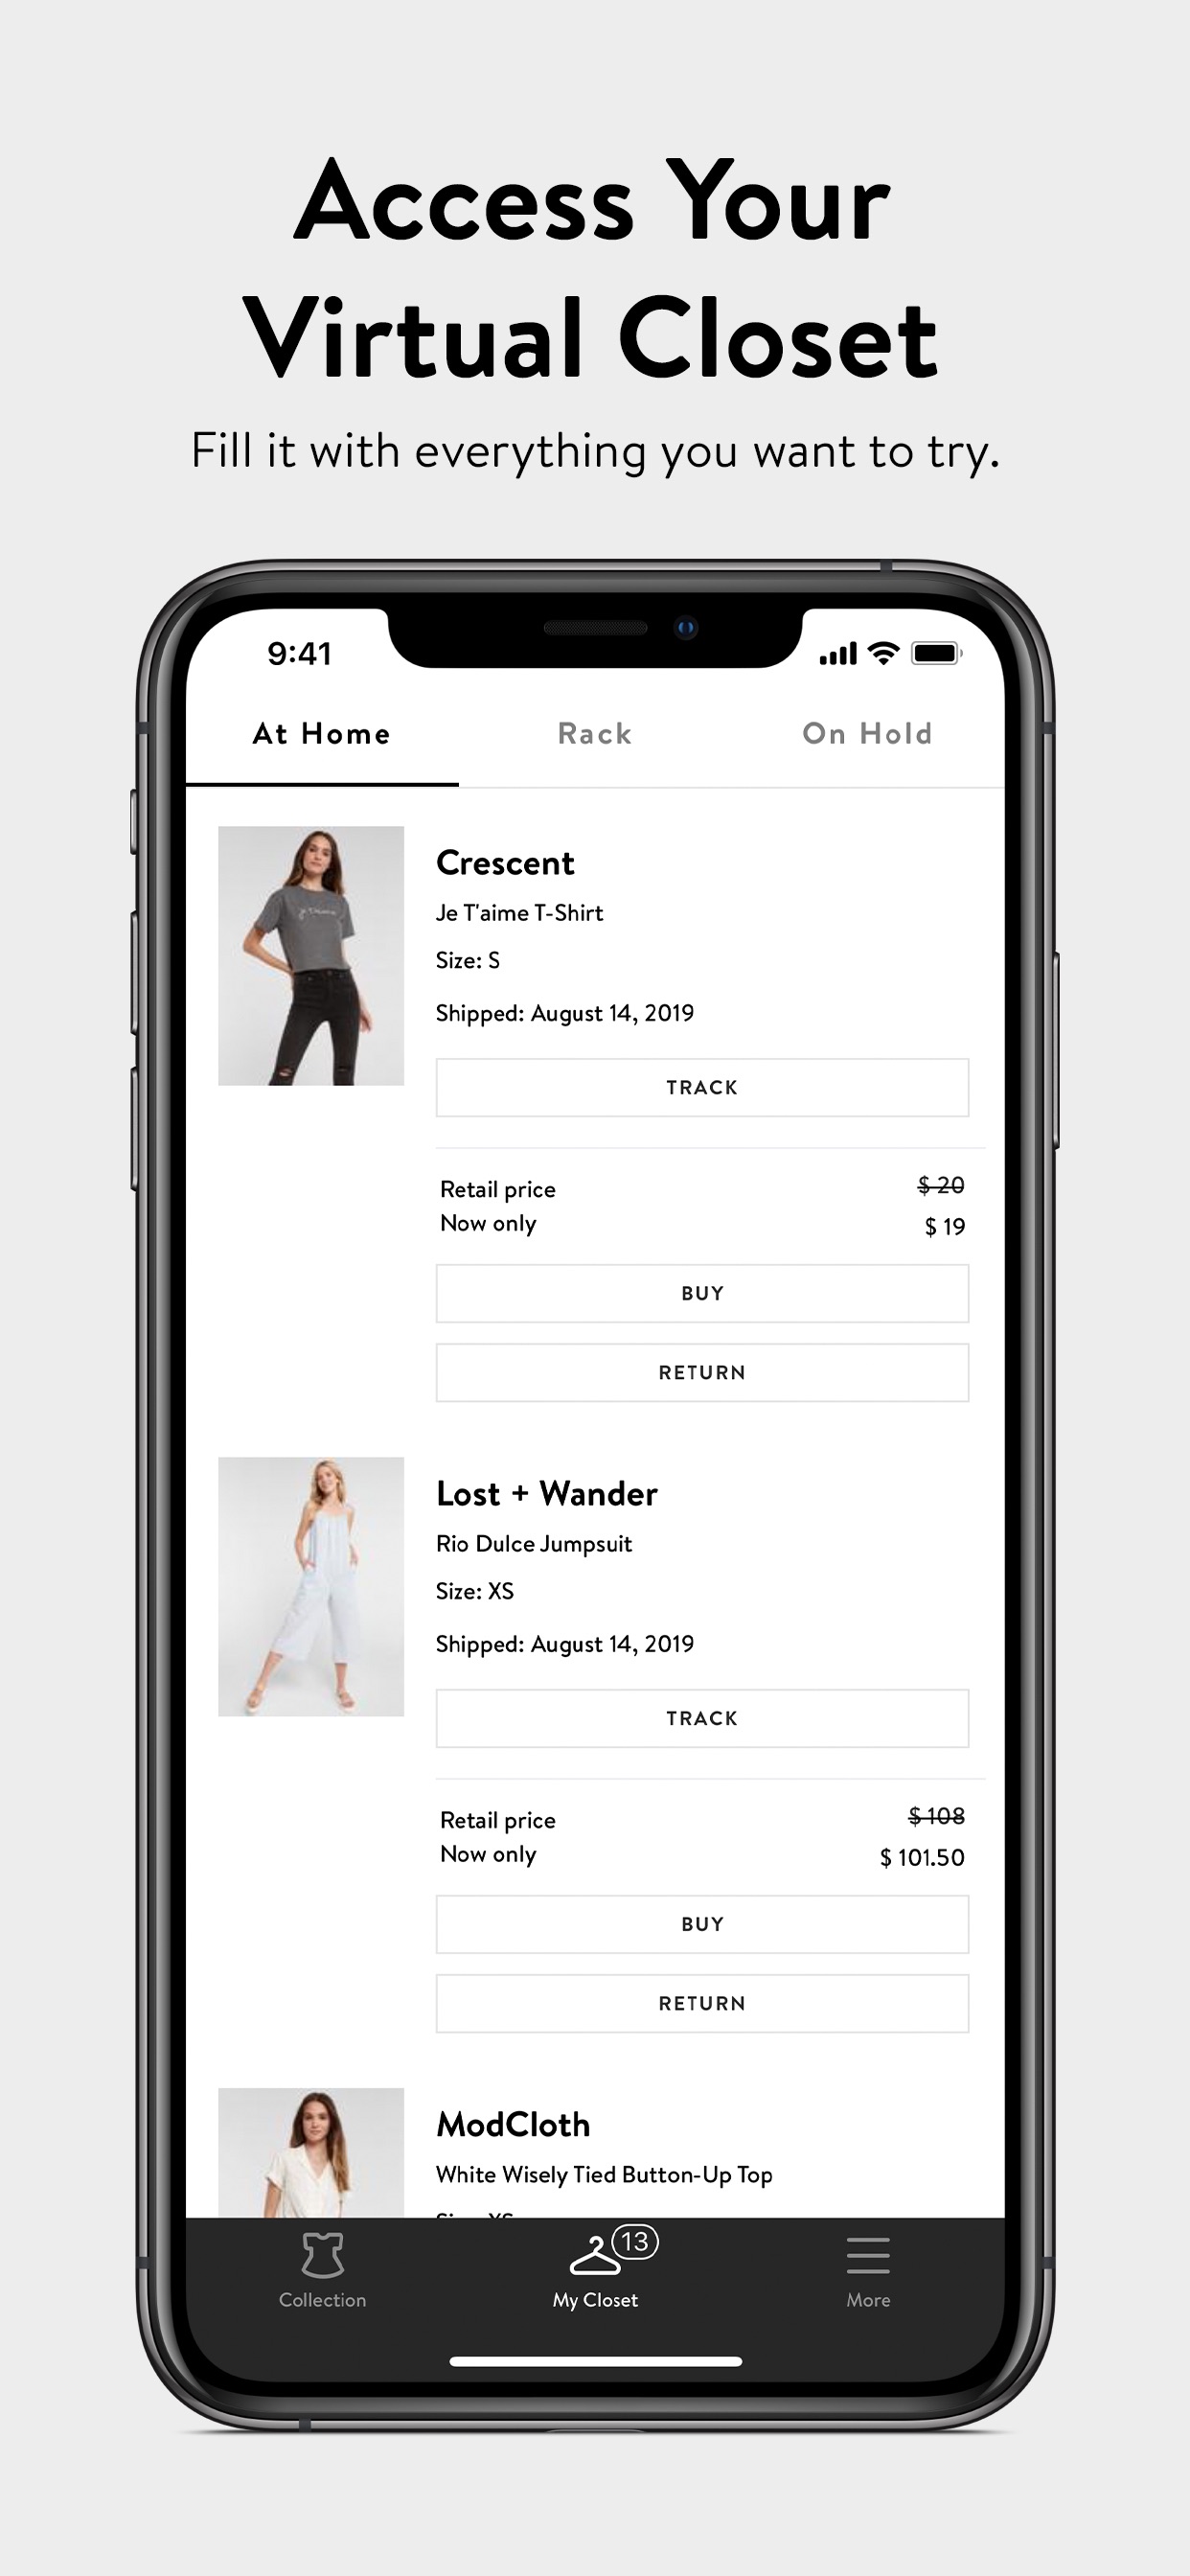 Access Your
Virtual Closet
Fill it with everything you want to try.
9:41
At Home Rack On Hold
Crescent
Je T'aime T-Shirt
Size: S
Shipped: August 14, 2019
TRACK
Retail price $ 20
Now only $ 19
BUY
RETURN
Lost + Wander
Rio Dulce Jumpsuit
Size: XS
Shipped: August 14, 2019
TRACK
Retail price $ 108
Now only $ 101.50
BUY
RETURN
ModCloth
White Wisely Tied Button-Up Top
Size: XS
13
Collection My Closet More